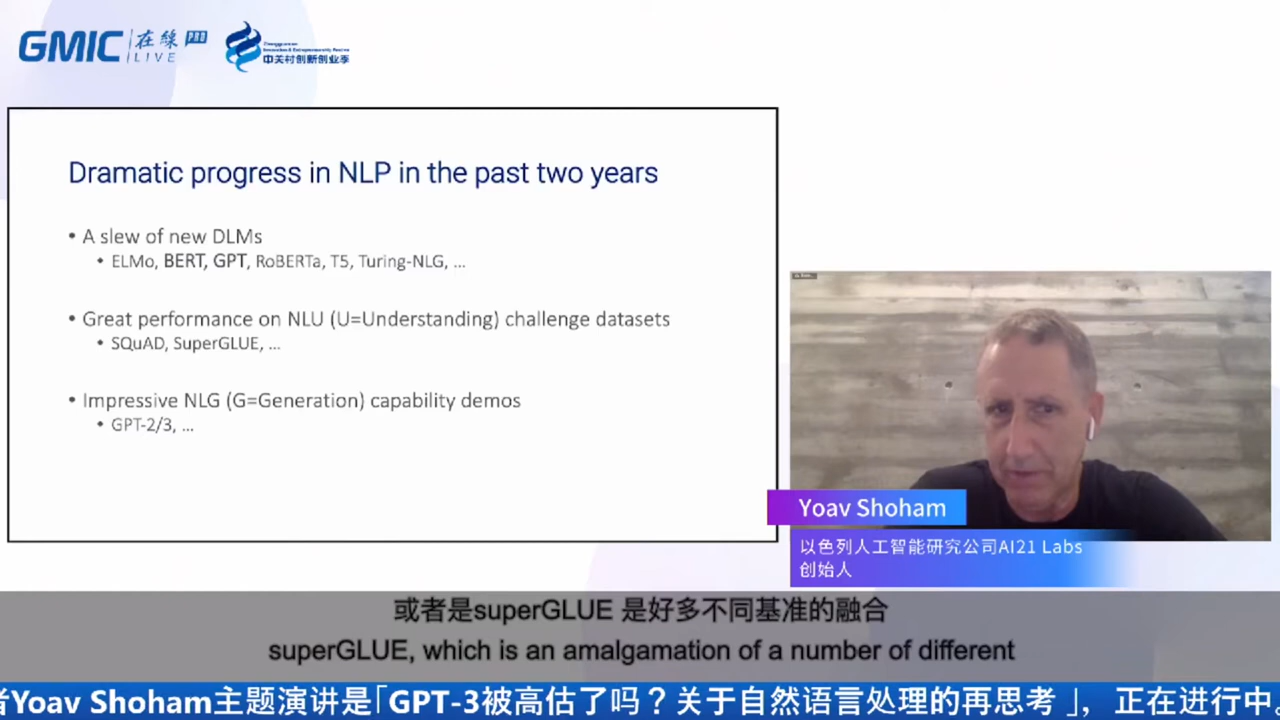 GMIC 在線 PRO
LIVE
中关村创新创业季
Dramatic progress in NLP in the past two years
• A slew of new DLMs
• ELMo, BERT, GPT, RoBERTa, T5, Turing-NLG, ...
• Great performance on NLU (U=Understanding) challenge datasets
• SQuAD, SuperGLUE, ...
• Impressive NLG (G=Generation) capability demos
• GPT-2/3, ...
Yoav Shoham
以色列人工智能研究公司AI21 Labs
创始人
或者是superGLUE 是好多不同基准的融合
superGLUE, which is an amalgamation of a number of different
者Yoav Shoham主题演讲是「GPT-3被高估了吗？关于自然语言处理的再思考 」，正在进行中。